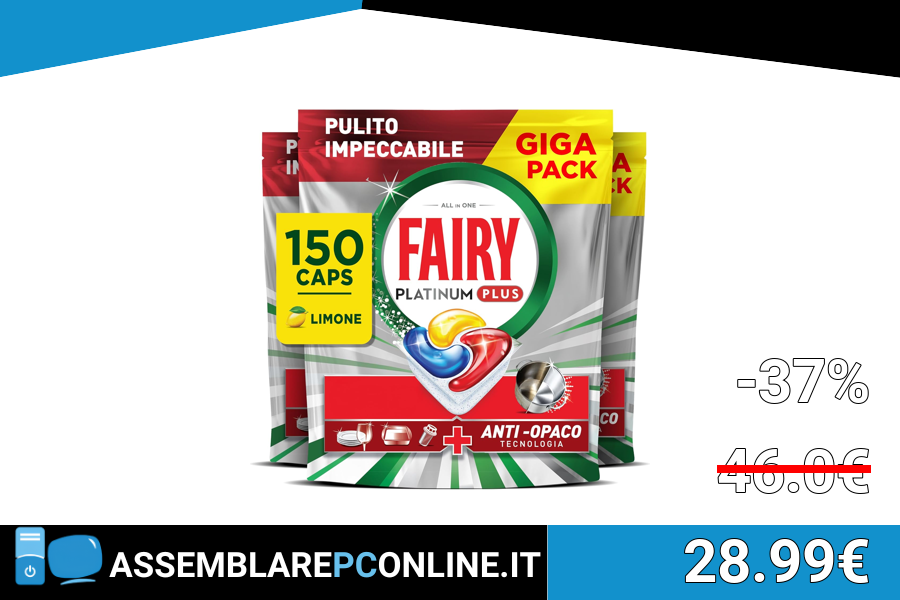 PULITO
IMPECCABILE
GIGA
PACK
ALL IN ONE
FAIRY
PLATINUM PLUS
150
CAPS
LIMONE
ANTI-OPACO
TECNOLOGIA
-37%
46.0€
ASSEMBLAREPCONLINE.IT
28.99€